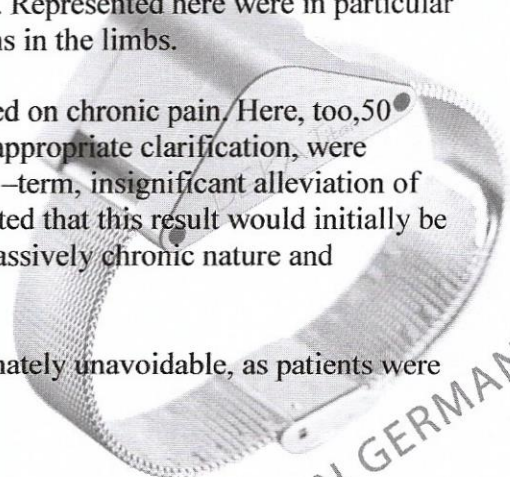 . Represented here were in particular
ns in the limbs.
ed on chronic pain. Here, too,50
appropriate clarification, were
–term, insignificant alleviation of
ted that this result would initially be
assively chronic nature and
nately unavoidable, as patients were
N GERMAN